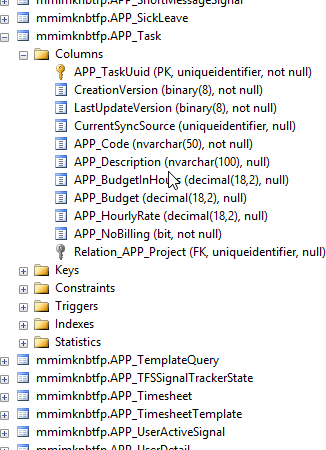 mmimknbtfp.APP_ShortMessageSignal
mmimknbtfp.APP_SickLeave
mmimknbtfp.APP_Task
Columns
APP_TaskUuid (PK, uniqueidentifier, not null)
CreationVersion (binary(8), not null)
LastUpdateVersion (binary(8), not null)
CurrentSyncSource (uniqueidentifier, not null)
APP_Code (nvarchar(50), not null)
APP_Description (nvarchar(100), null)
APP_BudgetInHours (decimal(18,2), null)
APP_Budget (decimal(18,2), null)
APP_HourlyRate (decimal(18,2), null)
APP_NoBilling (bit, not null)
Relation_APP_Project (FK, uniqueidentifier, null)
Keys
Constraints
Triggers
Indexes
Statistics
mmimknbtfp.APP_TemplateQuery
mmimknbtfp.APP_TFSSignalTrackerState
mmimknbtfp.APP_Timesheet
mmimknbtfp.APP_TimesheetTemplate
mmimknbtfp.APP_UserActiveSignal
mmimknbtfp.APP_UserDetail